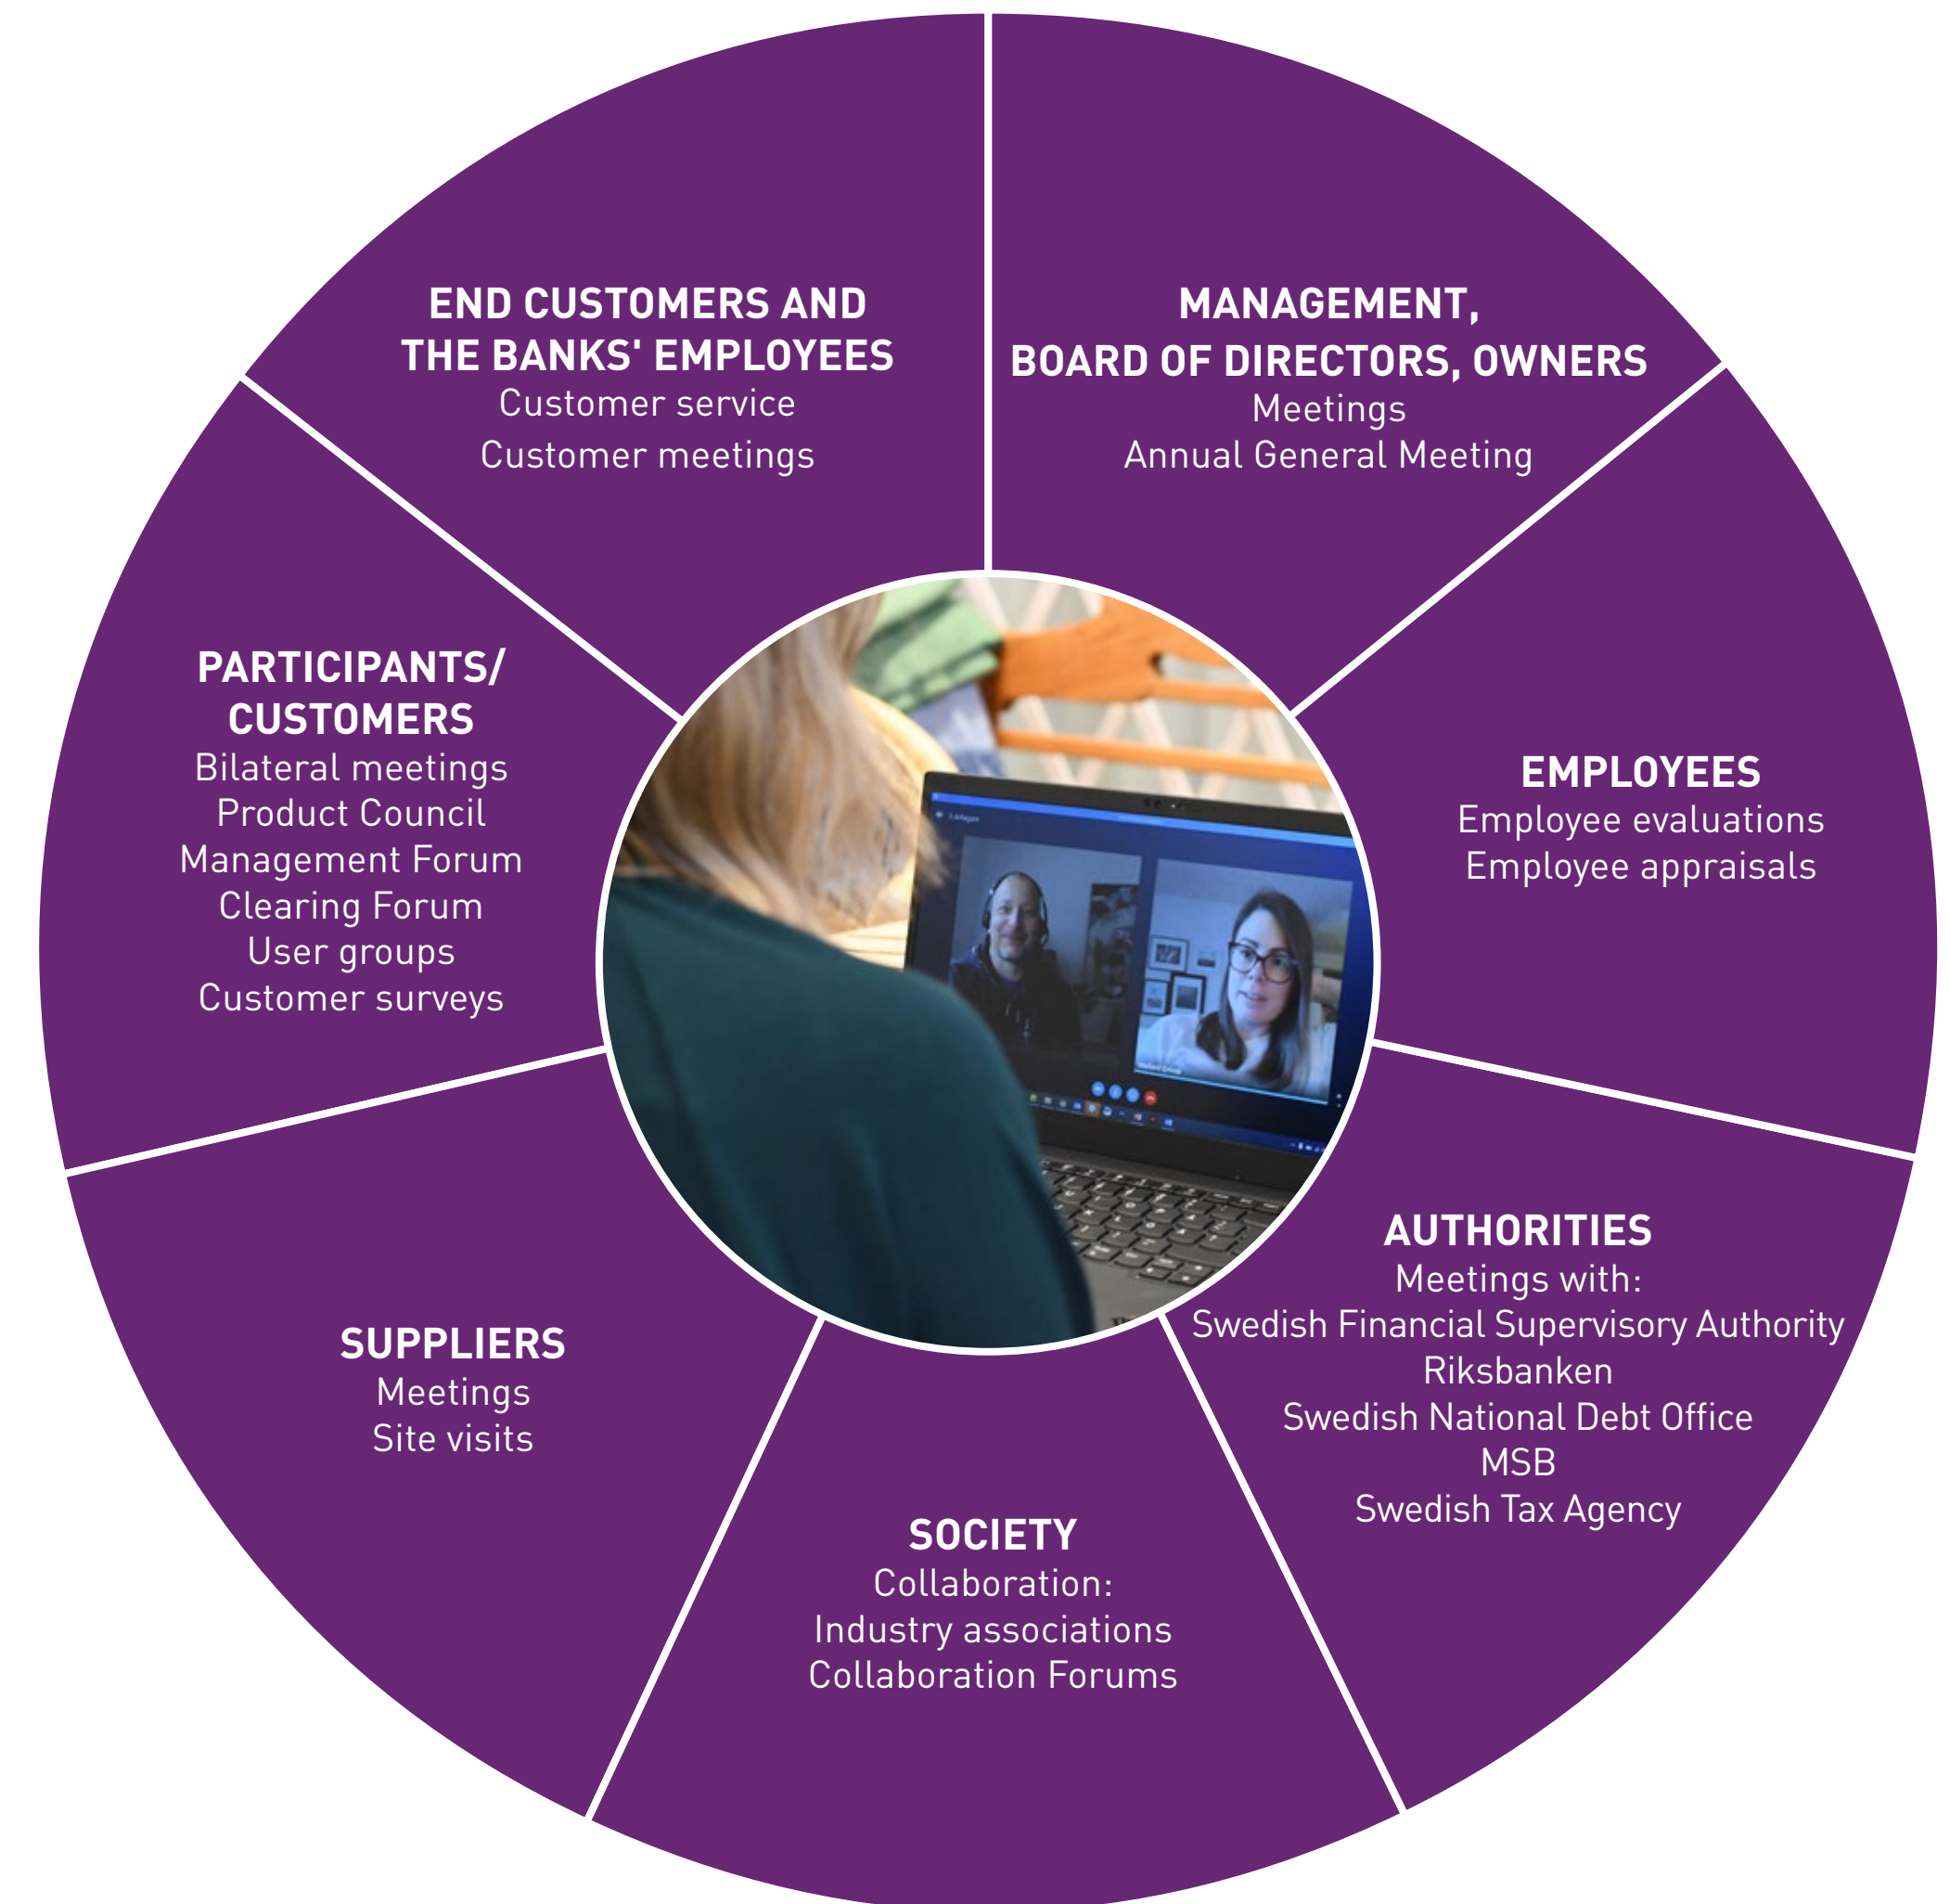 END CUSTOMERS AND
THE BANKS' EMPLOYEES
Customer service
Customer meetings
MANAGEMENT,
BOARD OF DIRECTORS, OWNERS
Meetings
Annual General Meeting
PARTICIPANTS/
CUSTOMERS
Bilateral meetings
Product Council
Management Forum
Clearing Forum
User groups
Customer surveys
EMPLOYEES
Employee evaluations
Employee appraisals
AUTHORITIES
Meetings with:
Swedish Financial Supervisory Authority
Riksbanken
Swedish National Debt Office
MSB
Swedish Tax Agency
SUPPLIERS
Meetings
Site visits
SOCIETY
Collaboration:
Industry associations
Collaboration Forums